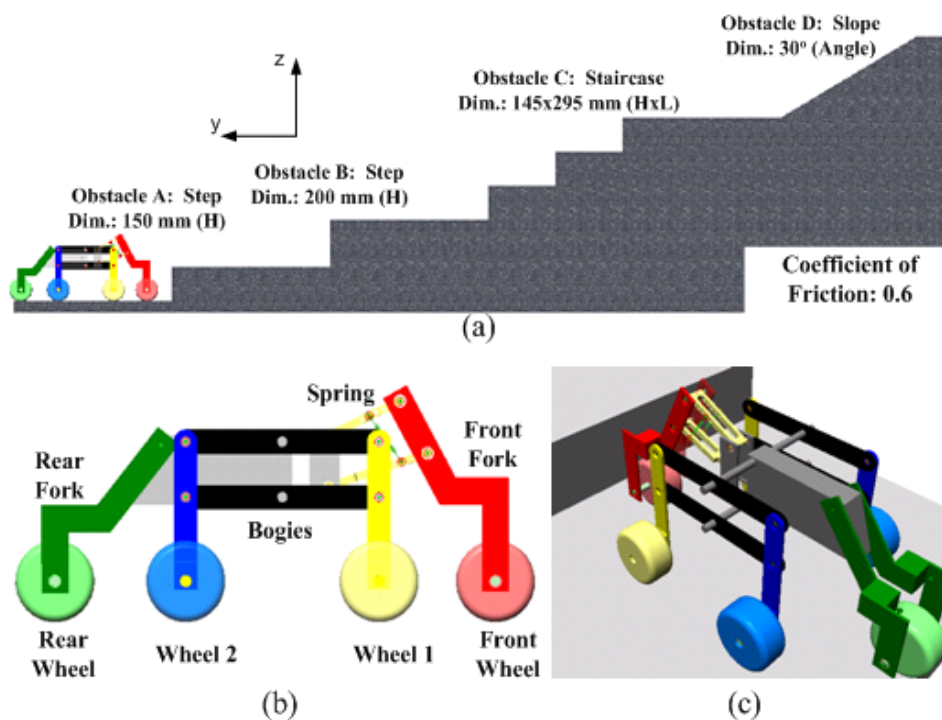 Obstacle D: Slope
Dim.: 30º (Angle)
Obstacle C: Staircase
Dim.: 145x295 mm (HxL)
z
y
Obstacle B: Step
Dim.: 200 mm (H)
Obstacle A: Step
Dim.: 150 mm (H)
Coefficient of
Friction: 0.6
(a)
Spring
Front
Fork
Rear
Fork
Bogies
Rear
Wheel
Wheel 2
Wheel 1
Front
Wheel
(b)
(c)